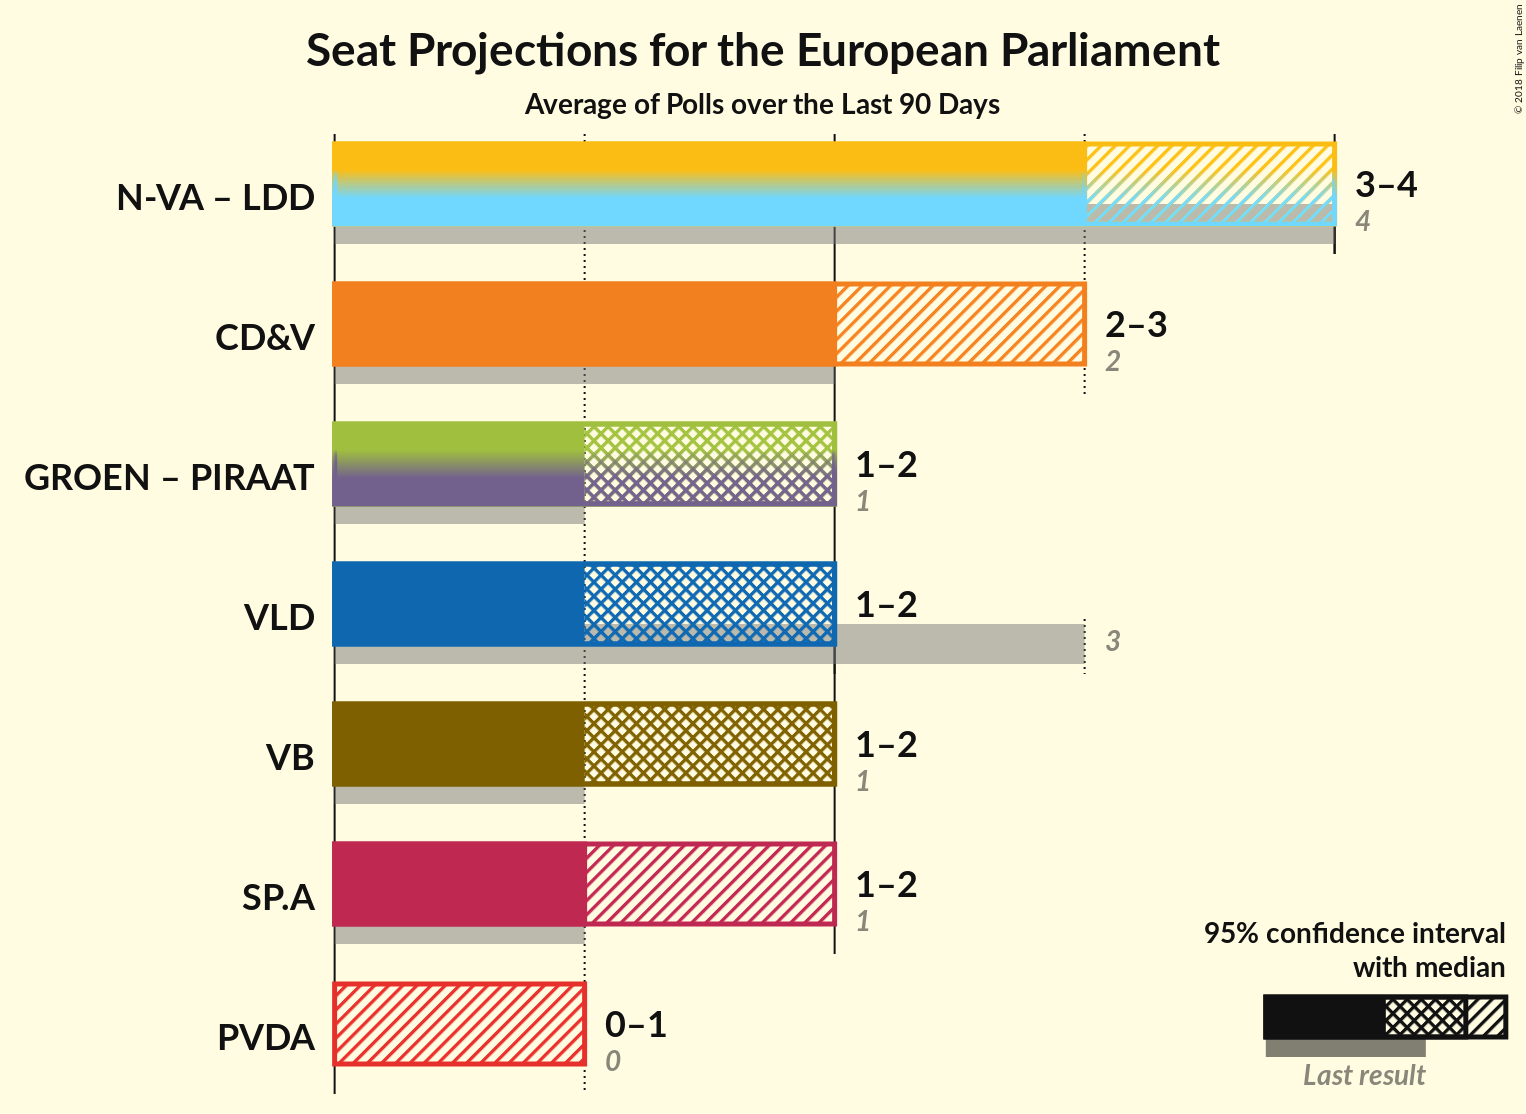 Seat Projections for the European Parliament
Average of Polls over the Last 90 Days
© 2018 Filip van Laenen
N-VA – LDD
3–4
4
CD&V
2–3
2
GROEN – PIRAAT
1–2
1
VLD
1–2
3
VB
1–2
1
SP.A
1–2
1
PVDA
0–1
0
95% confidence interval
with median
Last result